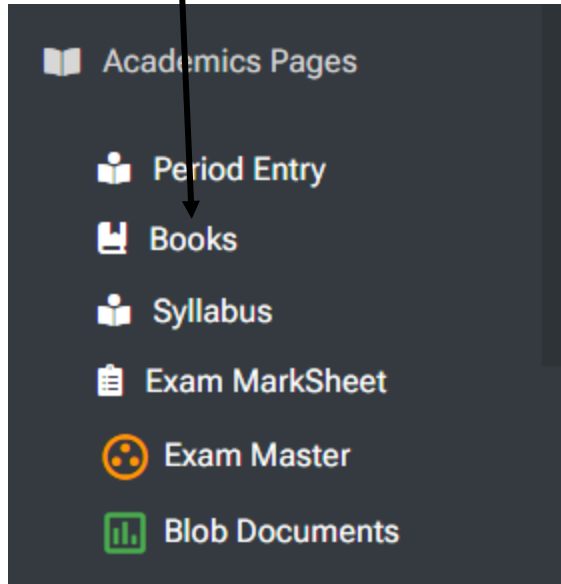 Academics Pages
Period Entry
Books
Syllabus
Exam MarkSheet
Exam Master
Blob Documents